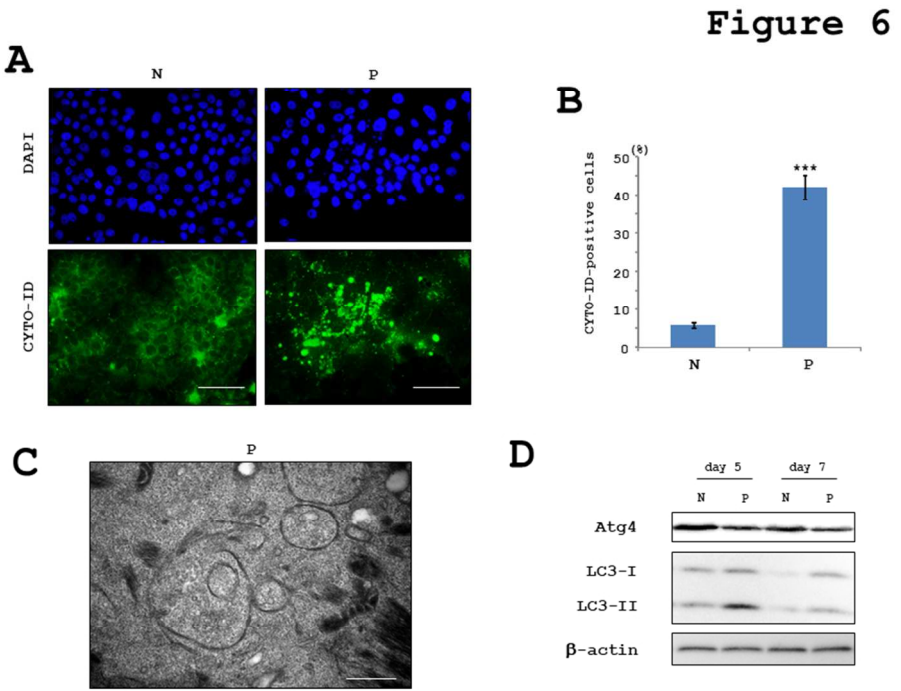 Figure 6
A
N P
DAPI
CYTO-ID
B
(%)
CYTO-ID-positive cells
50
40
30
20
10
0
***
N P
C
P
D
day 5 day 7
N P N P
Atg4
LC3-I
LC3-II
β-actin